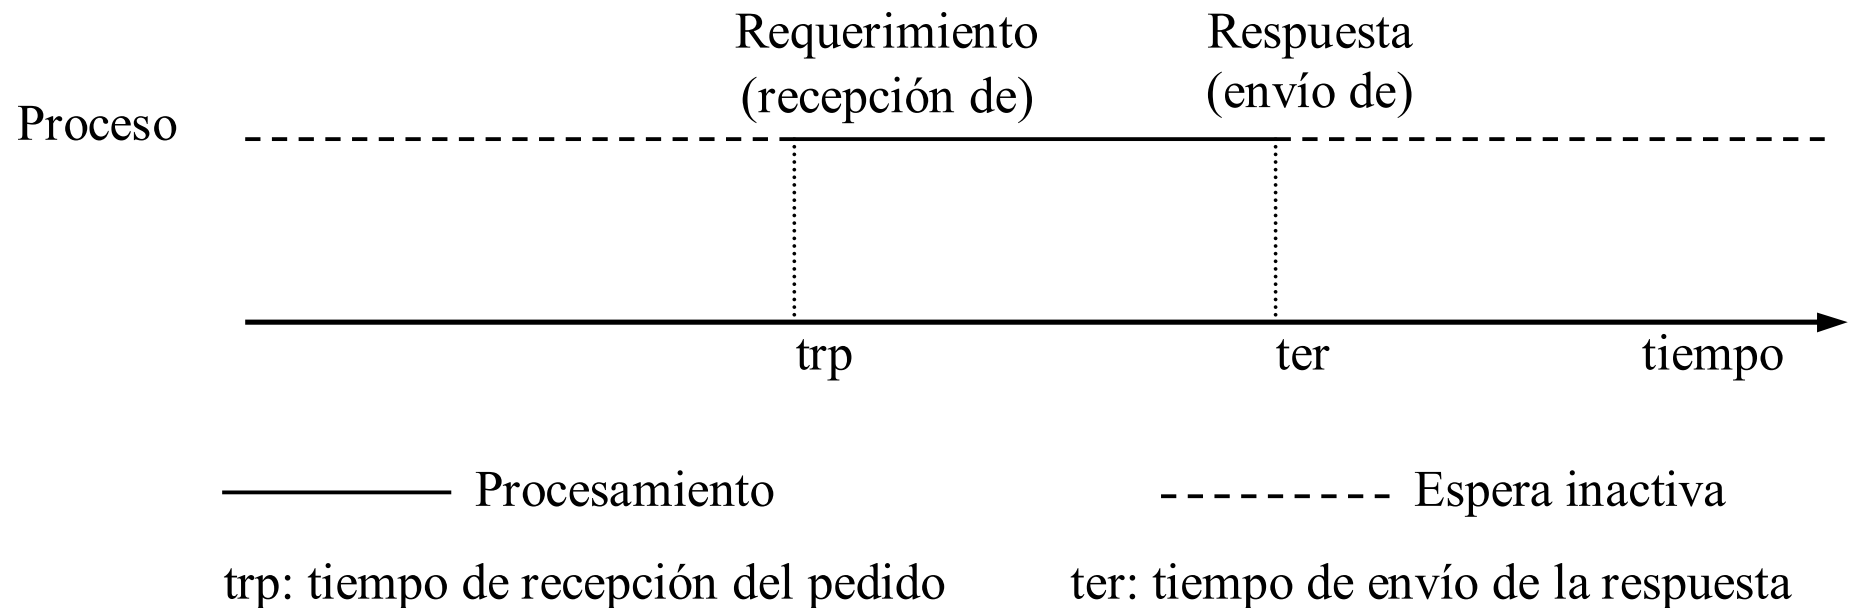 Requerimiento
(recepción de)
Respuesta
(envío de)
Proceso
trp
ter
tiempo
Procesamiento
Espera inactiva
trp: tiempo de recepción del pedido
ter: tiempo de envío de la respuesta